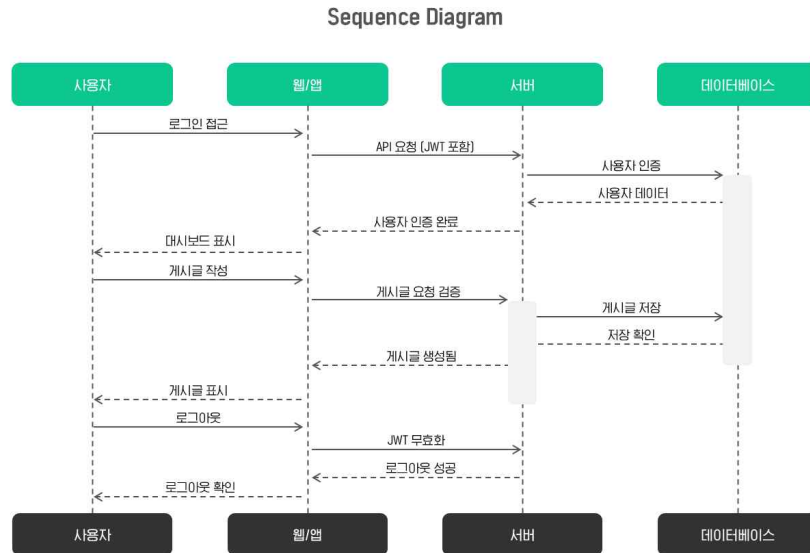 Sequence Diagram
사용자
웹/앱
서버
데이터베이스
로그인 접근
API 요청 (JWT 포함)
사용자 인증
사용자 데이터
사용자 인증 완료
대시보드 표시
게시글 작성
게시글 요청 검증
게시글 저장
저장 확인
게시글 생성됨
게시글 표시
로그아웃
JWT 무효화
로그아웃 성공
로그아웃 확인
사용자
웹/앱
서버
데이터베이스